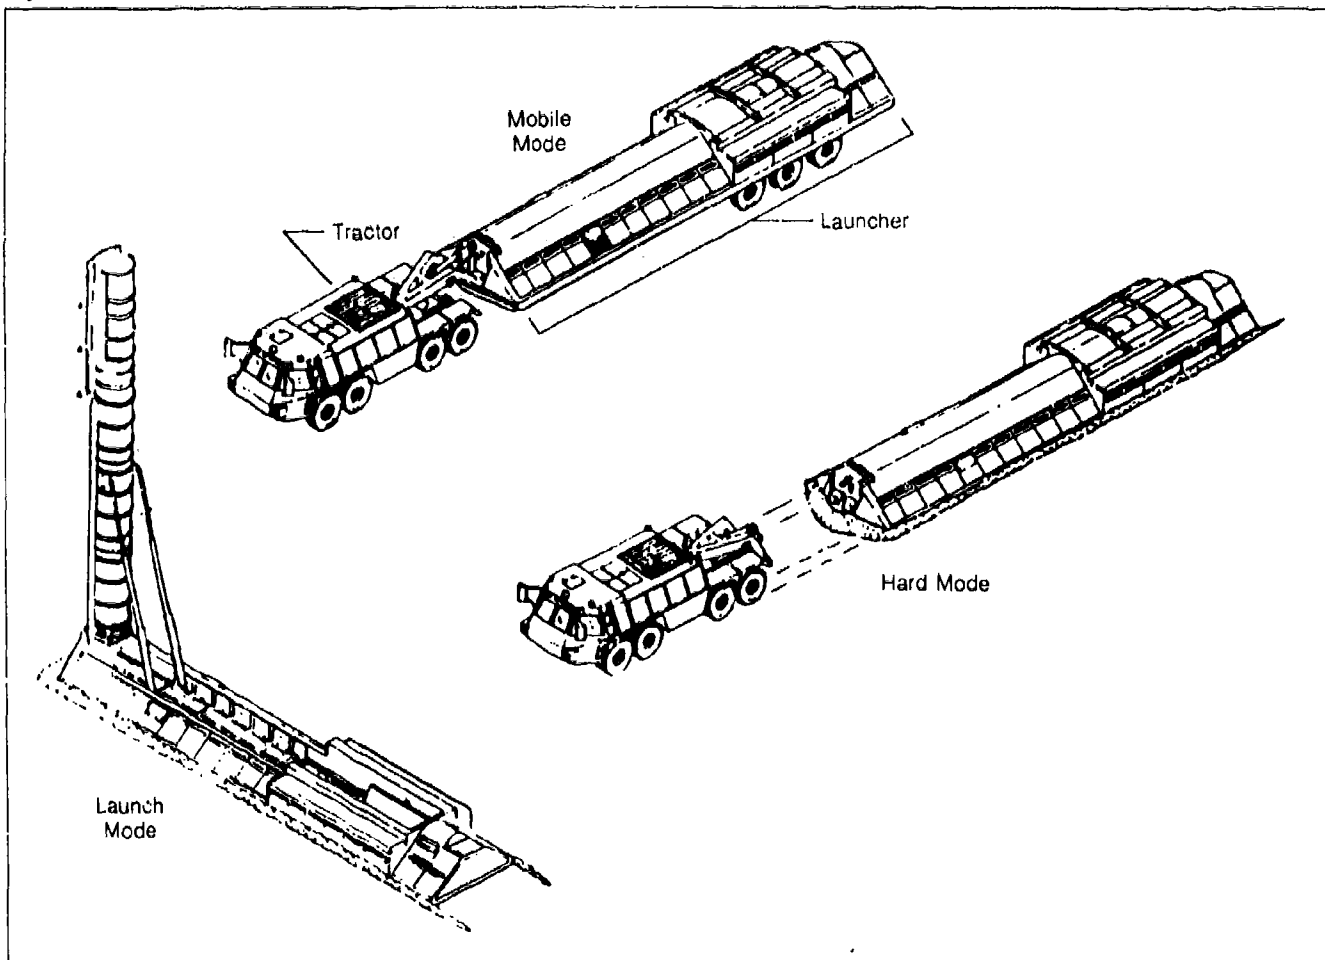 Mobile
Mode
Tractor
Launcher
Hard Mode
Launch
Mode